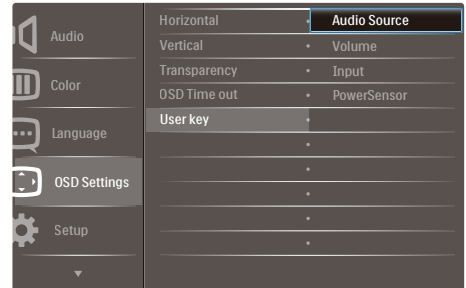 Audio
Color
Language
OSD Settings
Setup
Horizontal
Vertical
Transparency
OSD Time out
User key
Audio Source
Volume
Input
PowerSensor